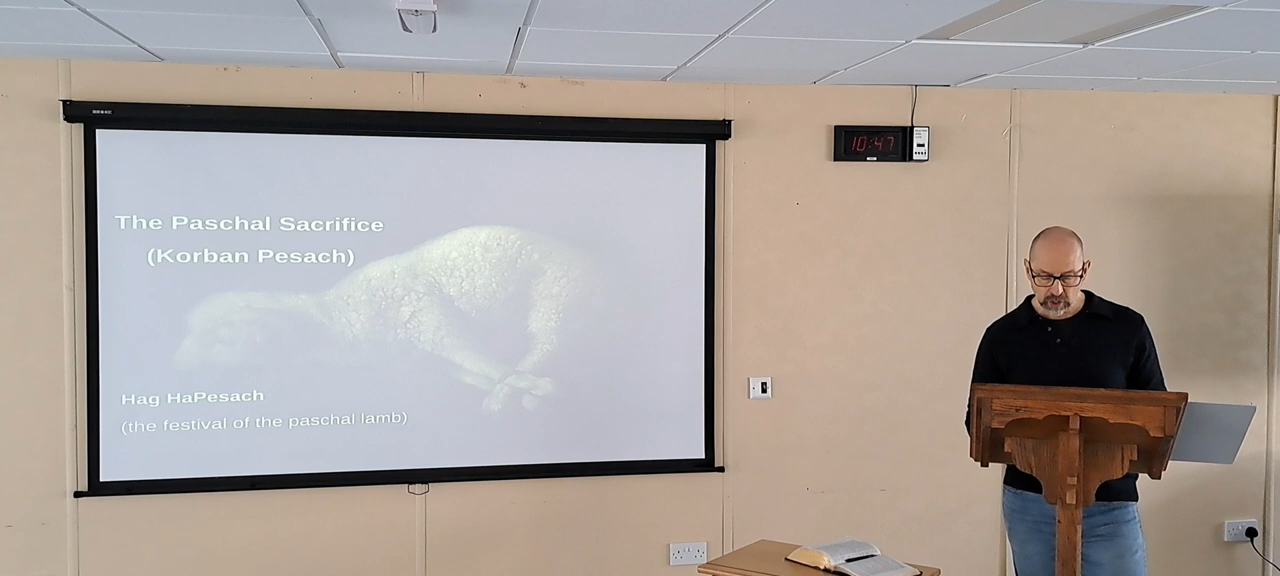 The Paschal Sacrifice
(Korban Pesach)
Hag HaPesach
(the festival of the paschal lamb)
10:47